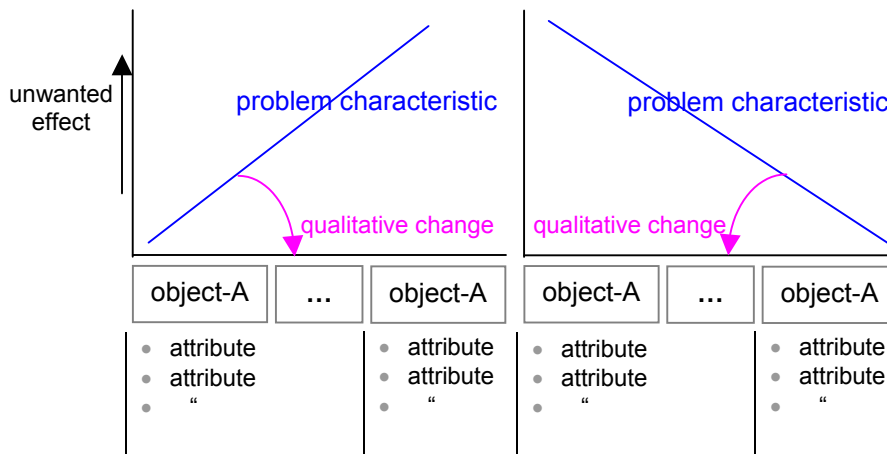 unwanted
effect
problem characteristic
qualitative change
problem characteristic
qualitative change
object-A
...
object-A
object-A
...
object-A
• attribute
• attribute
• “
• attribute
• attribute
• “
• attribute
• attribute
• “
• attribute
• attribute
• “